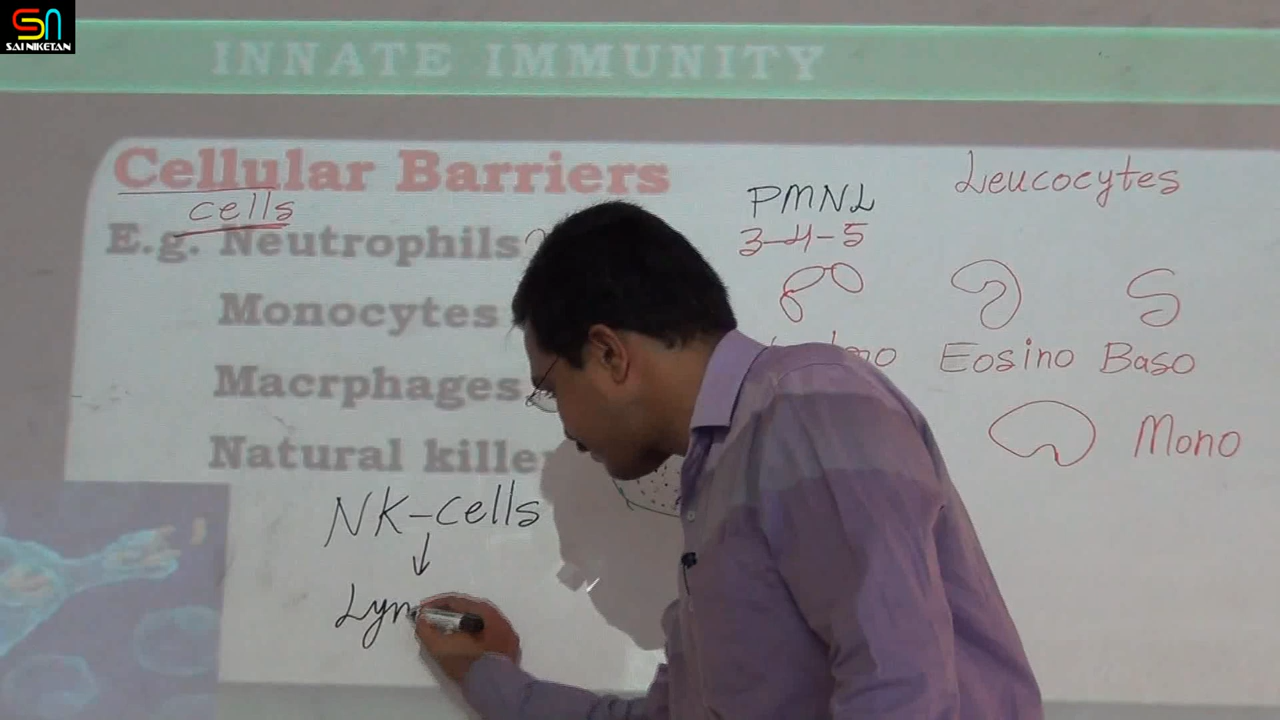 SN
SAI NIKETAN
INNATE IMMUNITY
Cellular Barriers
cells
E.g. Neutrophils
Monocytes
Macrphages
Natural killer
NK-cells
Lym
PMNL
3-4-5
Leucocytes
Eosino Baso
Mono